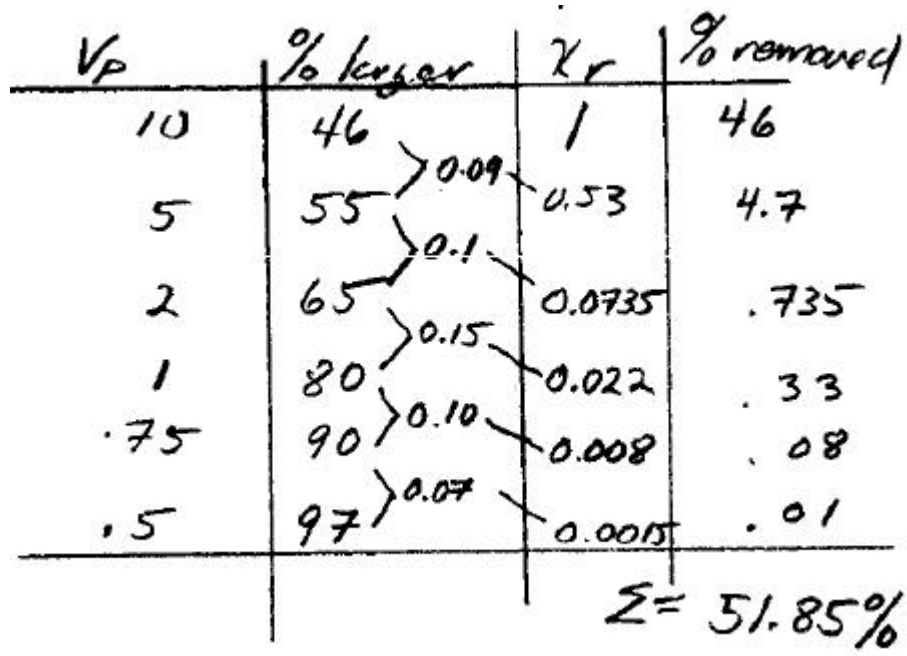 Vp % larger Xr % removed
10 46 1 46
0.09
5 55 0.53 4.7
0.1
2 65 0.0735 .735
0.15
1 80 0.022 .33
0.10
.75 90 0.008 .08
0.07
.5 97 0.0015 .01
Σ= 51.85%